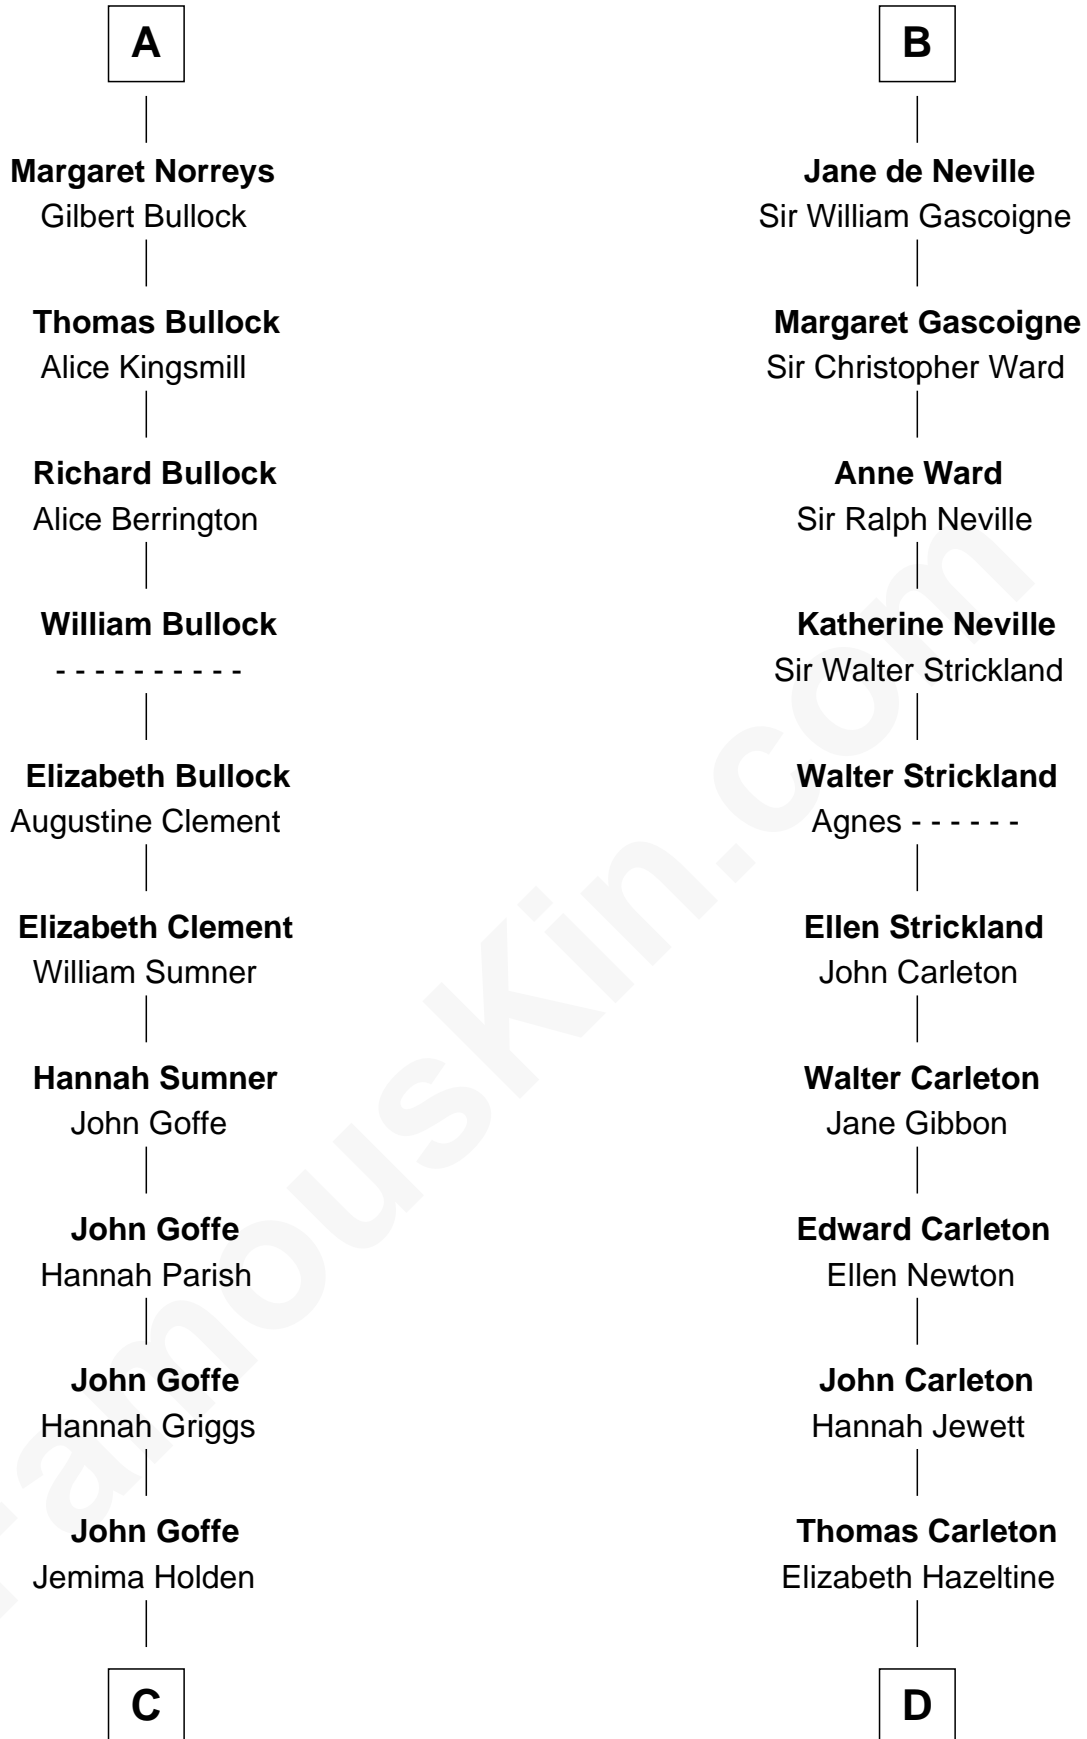 A
Margaret Norreys
Gilbert Bullock
Thomas Bullock
Alice Kingsmill
Richard Bullock
Alice Berrington
William Bullock
- - - - - - - - - -
Elizabeth Bullock
Augustine Clement
Elizabeth Clement
William Sumner
Hannah Sumner
John Goffe
John Goffe
Hannah Parish
John Goffe
Hannah Griggs
John Goffe
Jemima Holden
C
B
Jane de Neville
Sir William Gascoigne
Margaret Gascoigne
Sir Christopher Ward
Anne Ward
Sir Ralph Neville
Katherine Neville
Sir Walter Strickland
Walter Strickland
Agnes - - - - - -
Ellen Strickland
John Carleton
Walter Carleton
Jane Gibbon
Edward Carleton
Ellen Newton
John Carleton
Hannah Jewett
Thomas Carleton
Elizabeth Hazeltine
D
FamousKin.com